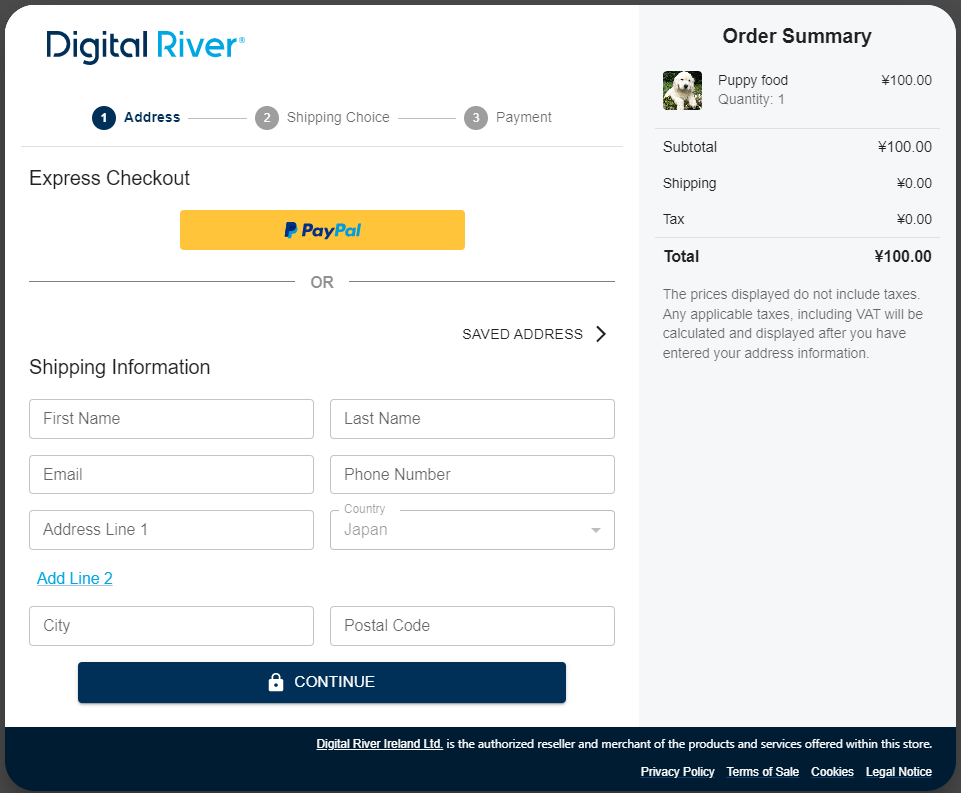 Digital River®
1 Address 2 Shipping Choice 3 Payment
Express Checkout
PayPal
OR
SAVED ADDRESS
Shipping Information
First Name Last Name
Email Phone Number
Country
Address Line 1 Japan
Add Line 2
City Postal Code
CONTINUE
Order Summary
Puppy food ¥100.00
Quantity: 1
Subtotal ¥100.00
Shipping ¥0.00
Tax ¥0.00
Total ¥100.00
The prices displayed do not include taxes.
Any applicable taxes, including VAT will be
calculated and displayed after you have
entered your address information.
Digital River Ireland Ltd. is the authorized reseller and merchant of the products and services offered within this store.
Privacy Policy Terms of Sale Cookies Legal Notice